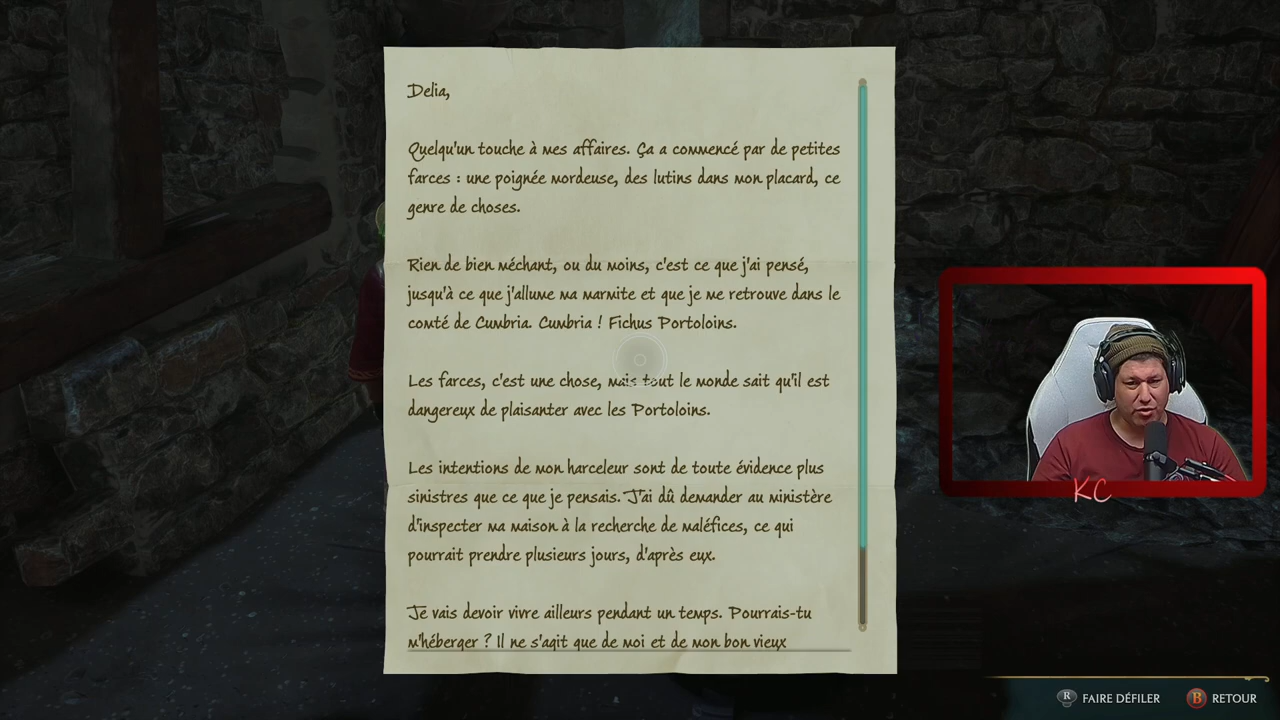 Delia,
Quelqu'un touche à mes affaires. Ça a commencé par de petites
farces : une poignée mordeuse, des lutins dans mon placard, ce
genre de choses.
Rien de bien méchant, ou du moins, c'est ce que j'ai pensé,
jusqu'à ce que j'allume ma marmite et que je me retrouve dans le
comté de Cumbria. Cumbria ! Fichus Portoloins.
Les farces, c'est une chose, mais tout le monde sait qu'il est
dangereux de plaisanter avec les Portoloins.
Les intentions de mon harceleur sont de toute évidence plus
sinistres que ce que je pensais. J'ai dû demander au ministère
d'inspecter ma maison à la recherche de maléfices, ce qui
pourrait prendre plusieurs jours, d'après eux.
Je vais devoir vivre ailleurs pendant un temps. Pourrais-tu
m'héberger ? Il ne s'agit que de moi et de mon bon vieux
KC
R FAIRE DÉFILER B RETOUR